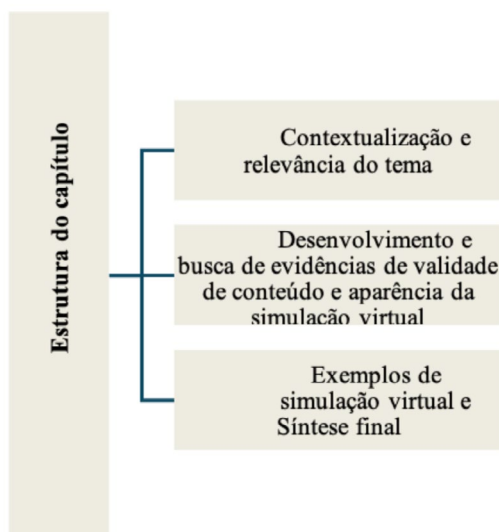 Estrutura do capítulo
Contextualização e
relevância do tema
Desenvolvimento e
busca de evidências de validade
de conteúdo e aparência da
simulação virtual
Exemplos de
simulação virtual e
Síntese final